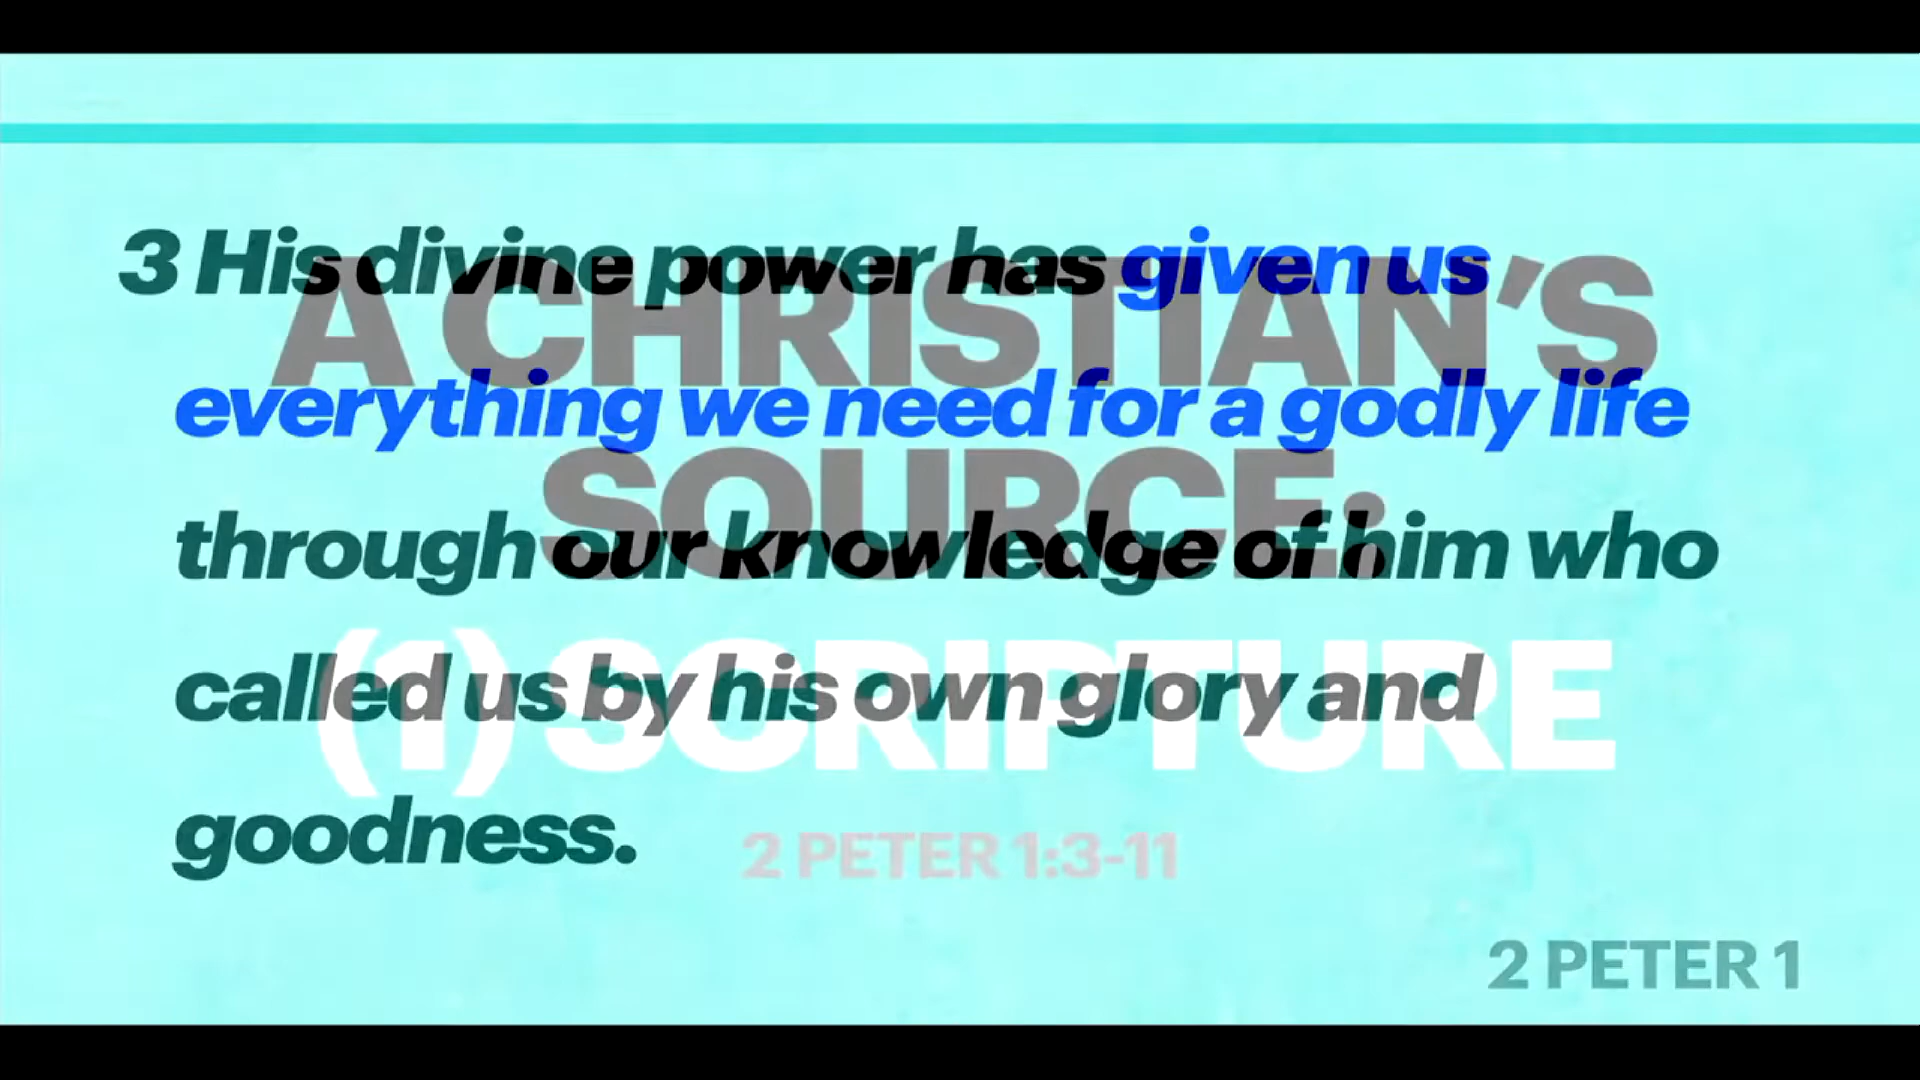 3 His divine power has given us
everything we need for a godly life
through our knowledge of him who
called us by his own glory and
goodness.
2 PETER 1
A CHRISTIAN’S
SOURCE:
(1) SCRIPTURE
2 PETER 1:3-11